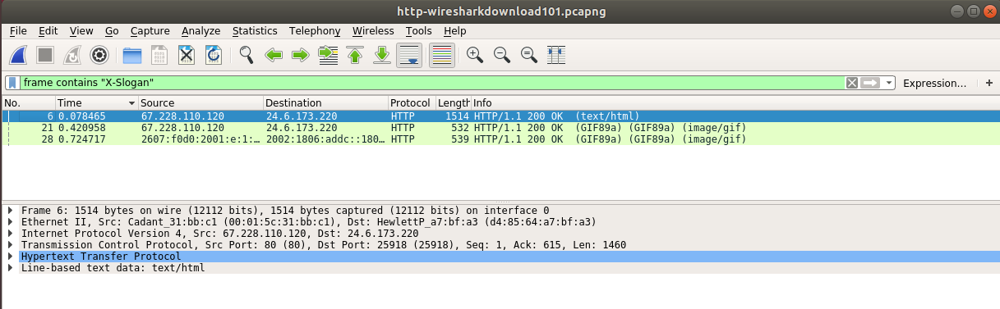 http-wiresharkdownload101.pcapng
File Edit View Go Capture Analyze Statistics Telephony Wireless Tools Help
frame contains "X-Slogan" Expression… +
No. Time Source Destination Protocol Length Info
6 0.078465 67.228.110.120 24.6.173.220 HTTP 1514 HTTP/1.1 200 OK (text/html)
21 0.420958 67.228.110.120 24.6.173.220 HTTP 532 HTTP/1.1 200 OK (GIF89a) (GIF89a) (image/gif)
28 0.724717 2607:f0d0:2001:e:1:… 2002:1806:addc::180… HTTP 539 HTTP/1.1 200 OK (GIF89a) (GIF89a) (image/gif)
Frame 6: 1514 bytes on wire (12112 bits), 1514 bytes captured (12112 bits) on interface 0
Ethernet II, Src: Cadant_31:bb:c1 (00:01:5c:31:bb:c1), Dst: HewlettP_a7:bf:a3 (d4:85:64:a7:bf:a3)
Internet Protocol Version 4, Src: 67.228.110.120, Dst: 24.6.173.220
Transmission Control Protocol, Src Port: 80 (80), Dst Port: 25918 (25918), Seq: 1, Ack: 615, Len: 1460
Hypertext Transfer Protocol
Line-based text data: text/html